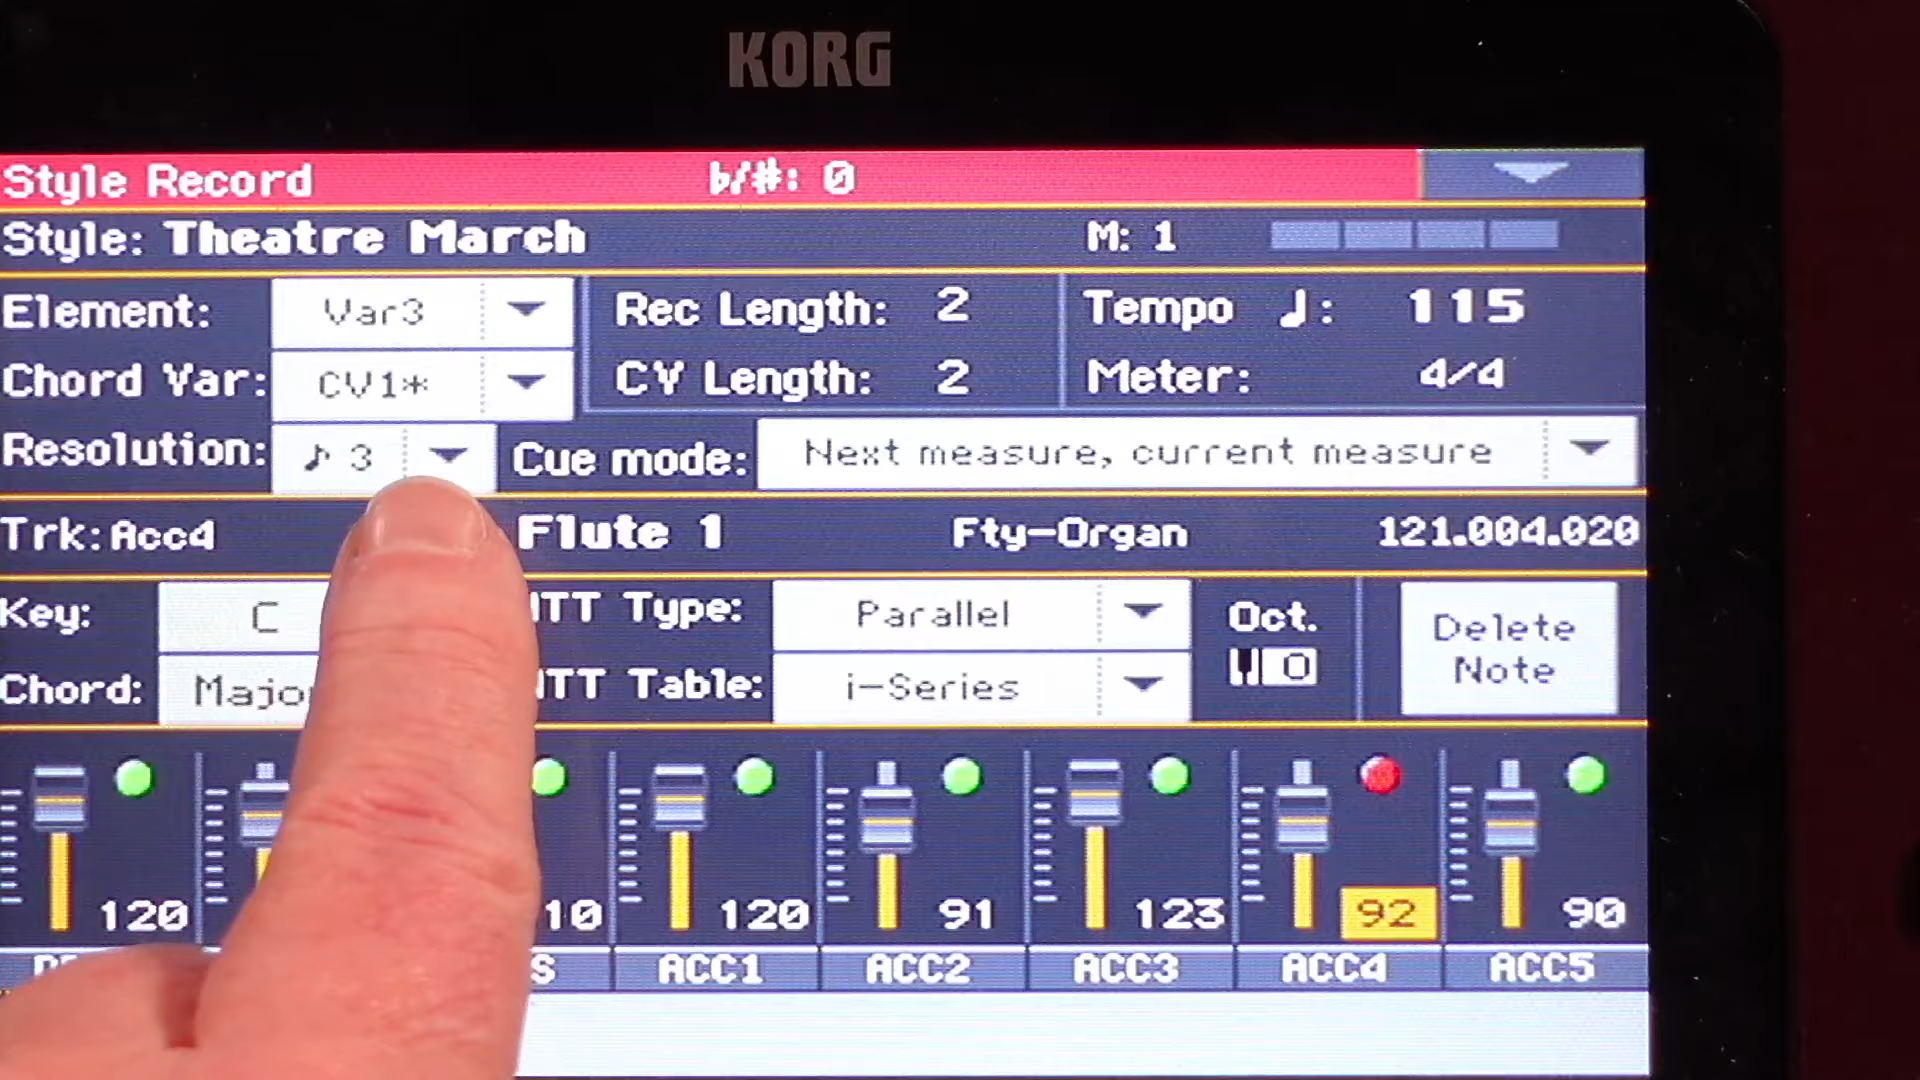 KORG
Style Record ♭/#: 0
Style: Theatre March M: 1
Element: Var3 Rec Length: 2 Tempo ♩: 115
Chord Var: CV1* CV Length: 2 Meter: 4/4
Resolution: ♪3 Cue mode: Next measure, current measure
Trk:Acc4 Flute 1 Fty-Organ 121.004.020
Key: C NTT Type: Parallel Oct. Delete
Chord: NTT Table: i-Series 0 Note
120 120 91 123 92 90
ACC1 ACC2 ACC3 ACC4 ACC5